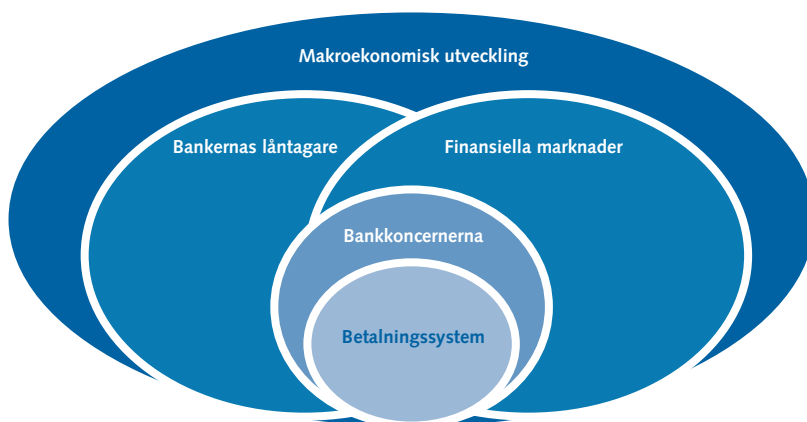 Makroekonomisk utveckling
Bankernas låntagare
Finansiella marknader
Bankkoncernerna
Betalningssystem